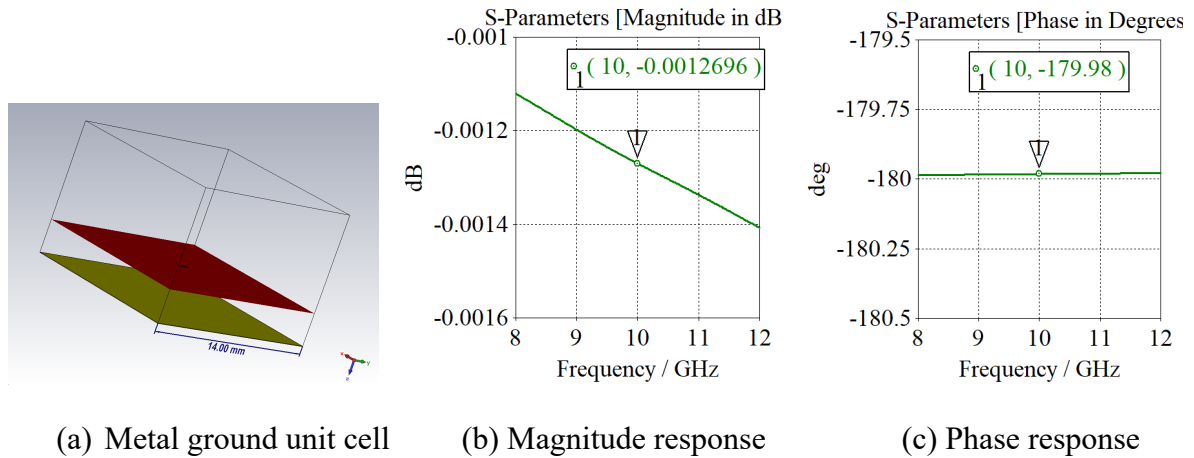 S-Parameters [Magnitude in dB
-0.001
-0.0012
-0.0014
-0.0016
dB
1 ( 10, -0.0012696 )
1
8 9 10 11 12
Frequency / GHz
S-Parameters [Phase in Degrees
-179.5
-179.75
-180
-180.25
-180.5
deg
1 ( 10, -179.98 )
1
8 9 10 11 12
Frequency / GHz
14.00 mm
x y z
(a) Metal ground unit cell
(b) Magnitude response
(c) Phase response